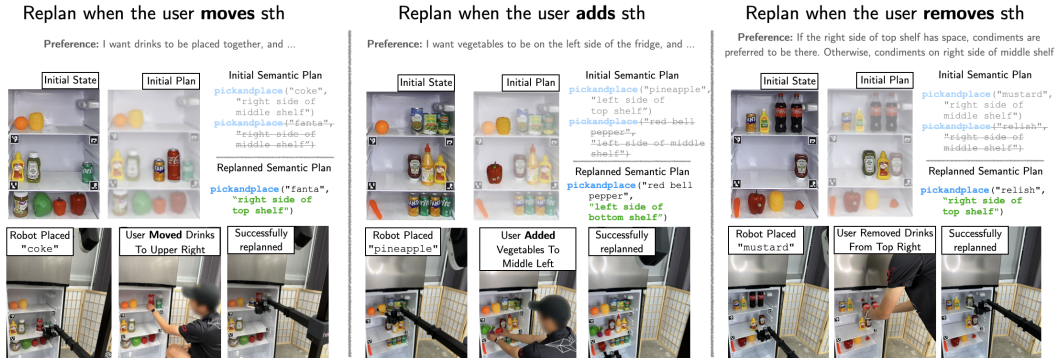 Replan when the user moves sth
Preference: I want drinks to be placed together, and ...
Initial State
Initial Plan
Initial Semantic Plan
pickandplace("coke",
"right side of
middle shelf")
pickandplace("fanta",
"right side of
middle shelf")
Replanned Semantic Plan
pickandplace("fanta",
"right side of
top shelf")
Robot Placed
"coke"
User Moved Drinks
To Upper Right
Successfully
replanned
Replan when the user adds sth
Preference: I want vegetables to be on the left side of the fridge, and ...
Initial State
Initial Plan
Initial Semantic Plan
pickandplace("pineapple",
"left side of
top shelf")
pickandplace("red bell
pepper",
"left side of middle
shelf")
Replanned Semantic Plan
pickandplace("red bell
pepper",
"left side of
bottom shelf")
Robot Placed
"pineapple"
User Added
Vegetables To
Middle Left
Successfully
replanned
Replan when the user removes sth
Preference: If the right side of top shelf has space, condiments are
preferred to be there. Otherwise, condiments on right side of middle shelf
Initial State
Initial Plan
Initial Semantic Plan
pickandplace("mustard",
"right side of
middle shelf")
pickandplace("relish",
"right side of
middle shelf")
Replanned Semantic Plan
pickandplace("relish",
"right side of
top shelf")
Robot Placed
"mustard"
User Removed Drinks
From Top Right
Successfully
replanned